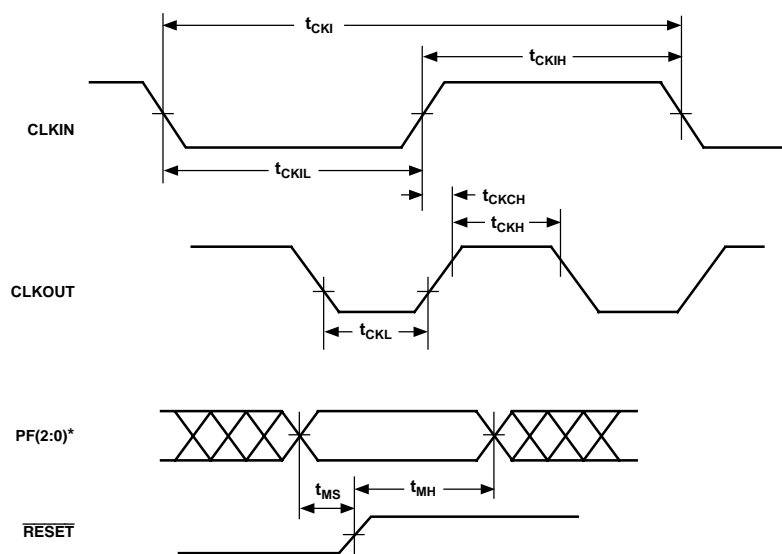 tCKI
tCKIH
CLKIN
tCKIL
tCKCH
tCKH
CLKOUT
tCKL
PF(2:0)*
tMS
tMH
RESET